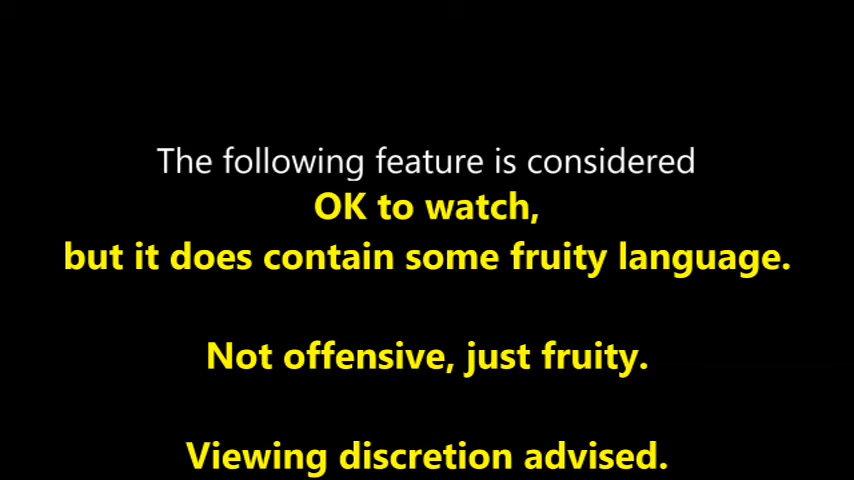 The following feature is considered
OK to watch,
but it does contain some fruity language.
Not offensive, just fruity.
Viewing discretion advised.